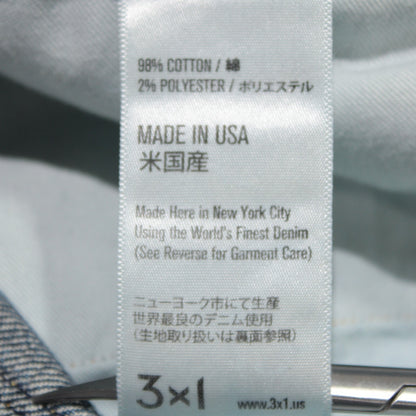 98% COTTON / 綿
2% POLYESTER / ポリエステル
MADE IN USA
米国産
Made Here in New York City
Using the World's Finest Denim
(See Reverse for Garment Care)
ニューヨーク市にて生産
世界最良のデニム使用
(生地取り扱いは裏面参照)
3x1 www.3x1.us